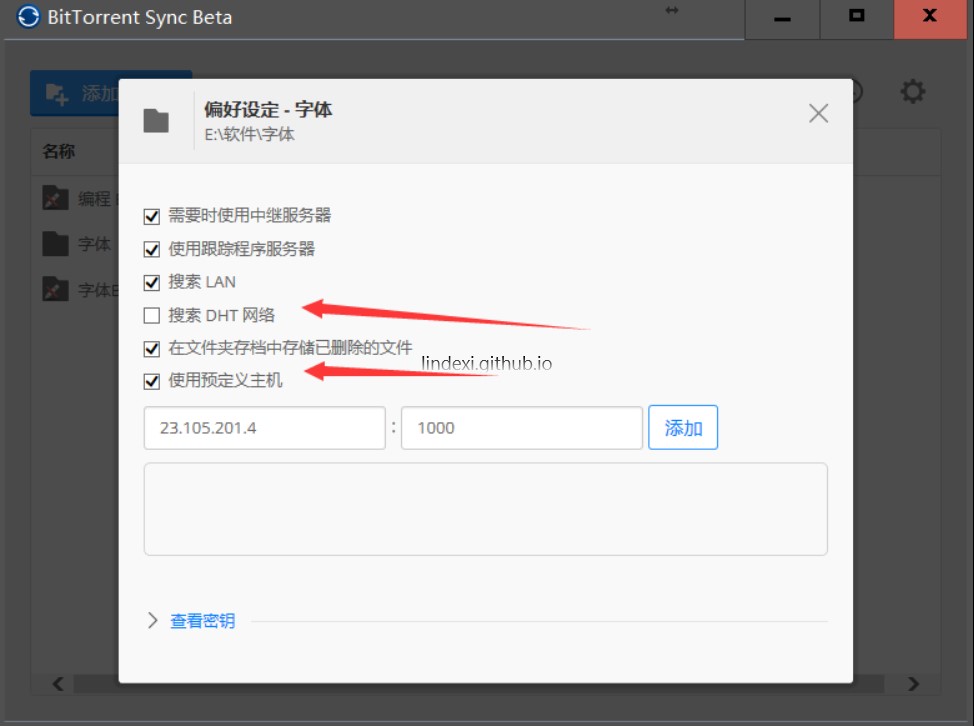 BitTorrent Sync Beta
添加
偏好设定 - 字体
E:\软件\字体
名称
编程
字体
字体
需要时使用中继服务器
使用跟踪程序服务器
搜索 LAN
搜索 DHT 网络
在文件夹存档中存储已删除的文件
lindexi.github.io
使用预定义主机
23.105.201.4 : 1000 添加
查看密钥